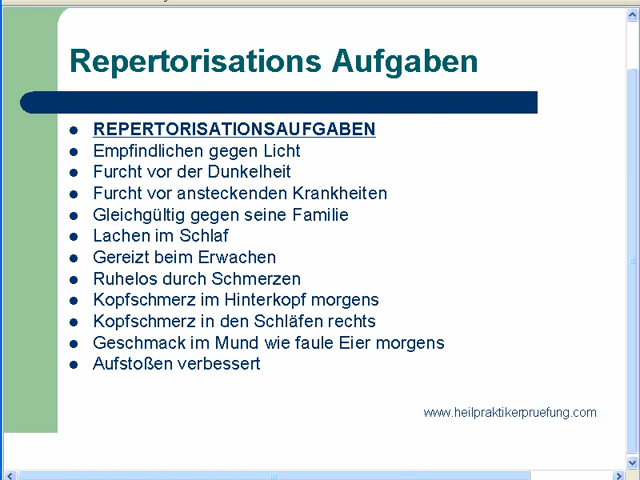 Repertorisations Aufgaben
REPERTORISATIONSAUFGABEN
Empfindlichen gegen Licht
Furcht vor der Dunkelheit
Furcht vor ansteckenden Krankheiten
Gleichgültig gegen seine Familie
Lachen im Schlaf
Gereizt beim Erwachen
Ruhelos durch Schmerzen
Kopfschmerz im Hinterkopf morgens
Kopfschmerz in den Schläfen rechts
Geschmack im Mund wie faule Eier morgens
Aufstoßen verbessert
www.heilpraktikerpruefung.com